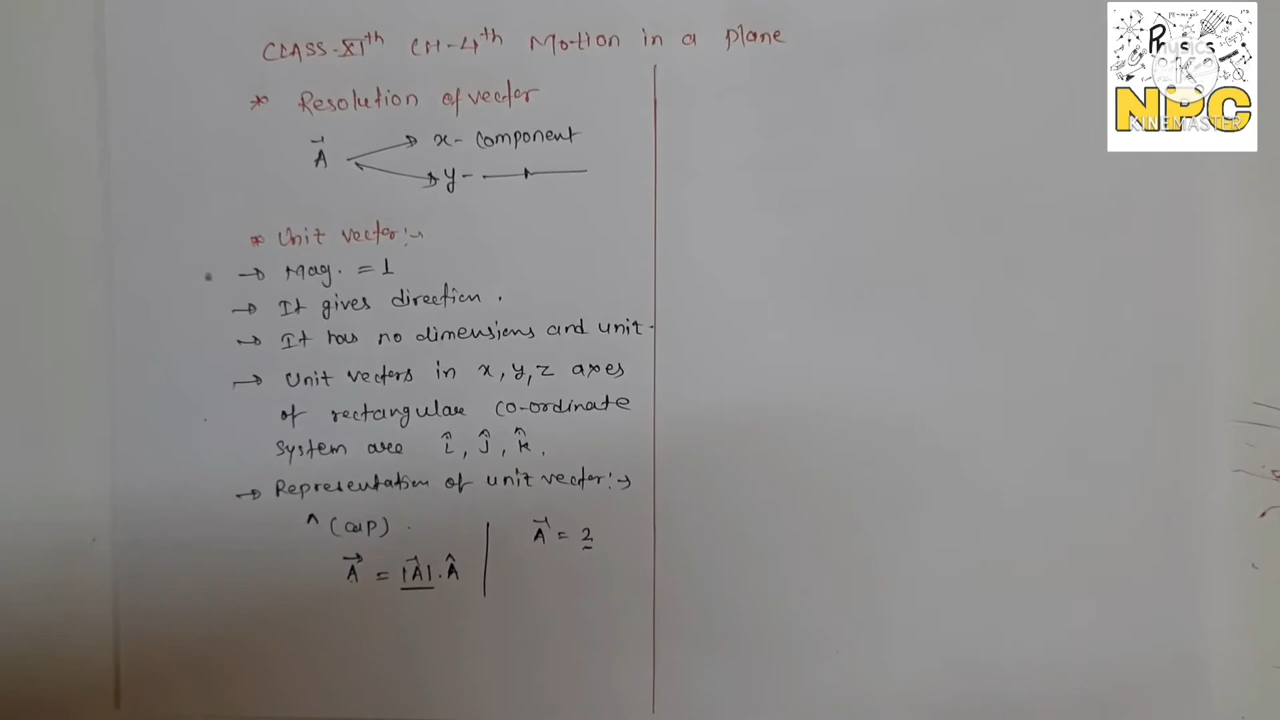 CLASS-XIth CH-4th Motion in a plane
* Resolution of vector
A⃗ x- component
y-
* Unit vector:-
→ Mag. = 1
→ It gives direction.
→ It has no dimensions and unit.
→ Unit vectors in x, y, z axes
of rectangular co-ordinate
system are î, ĵ, k̂.
→ Representation of unit vector:→
^ (cap).
A⃗ = |A⃗|.Â
A⃗ = 2
Physics
NPC
KINEMASTER